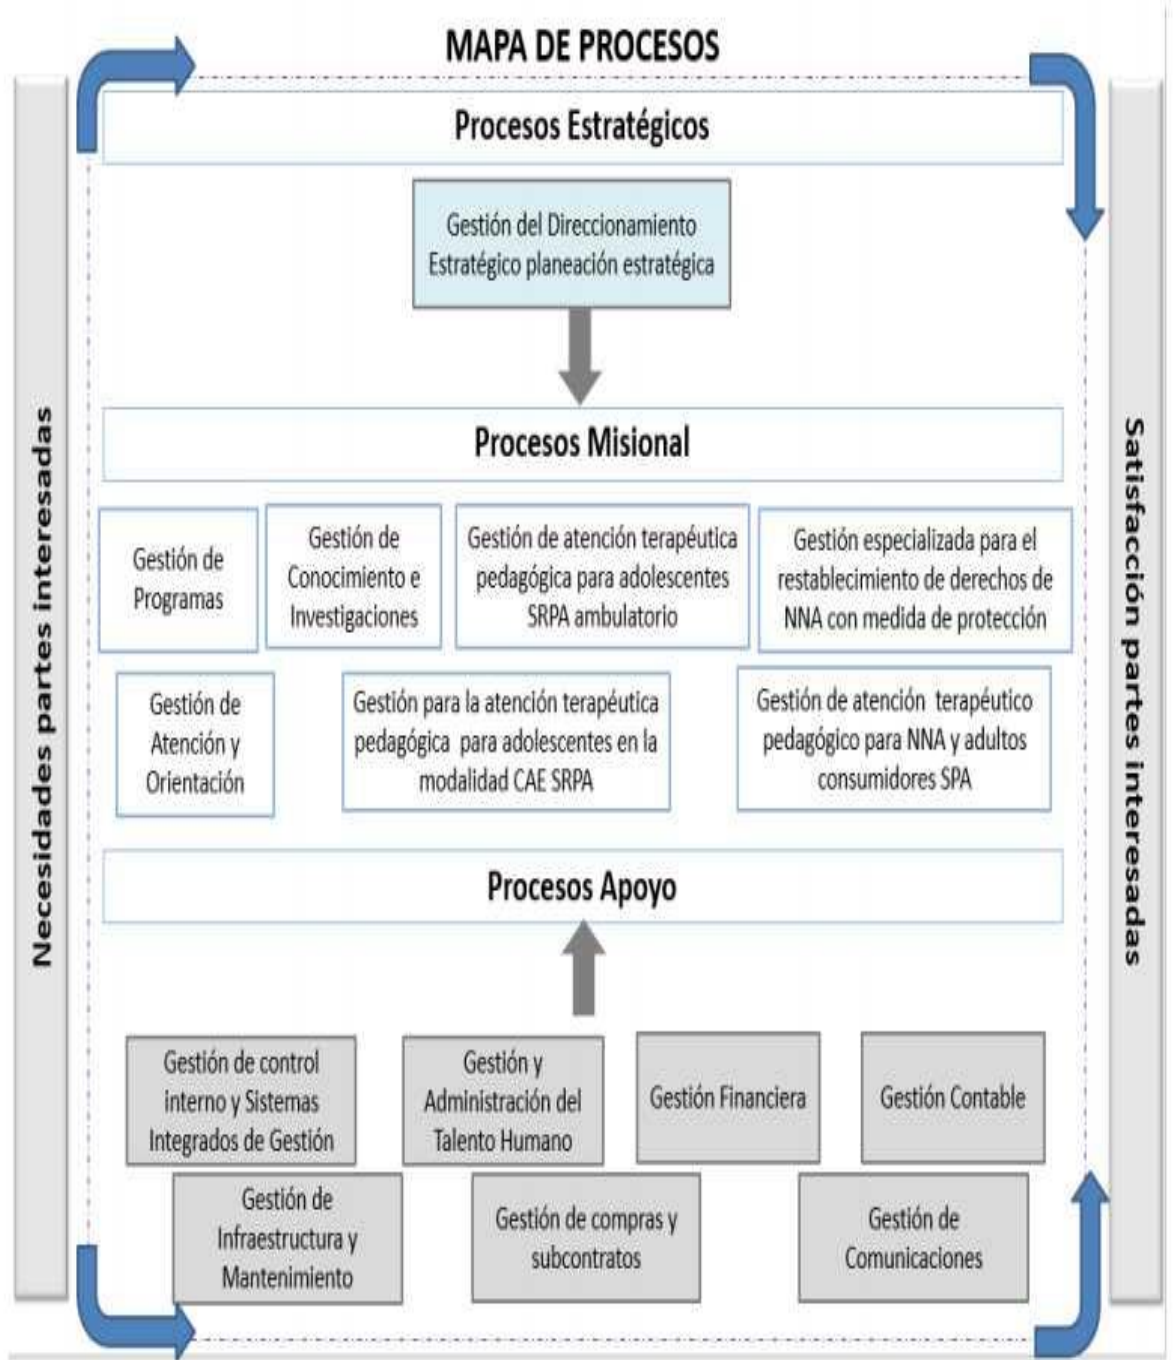 MAPA DE PROCESOS
Procesos Estratégicos
Gestión del Direccionamiento
Estratégico planeación estratégica
Procesos Misional
Gestión de
Programas
Gestión de
Conocimiento e
Investigaciones
Gestión de atención terapéutica
pedagógica para adolescentes
SRPA ambulatorio
Gestión especializada para el
restablecimiento de derechos de
NNA con medida de protección
Gestión de
Atención y
Orientación
Gestión para la atención terapéutica
pedagógica para adolescentes en la
modalidad CAE SRPA
Gestión de atención terapéutico
pedagógico para NNA y adultos
consumidores SPA
Procesos Apoyo
Gestión de control
interno y Sistemas
Integrados de Gestión
Gestión y
Administración del
Talento Humano
Gestión Financiera
Gestión Contable
Gestión de
Infraestructura y
Mantenimiento
Gestión de compras y
subcontratos
Gestión de
Comunicaciones
Necesidades partes interesadas
Satisfacción partes interesadas